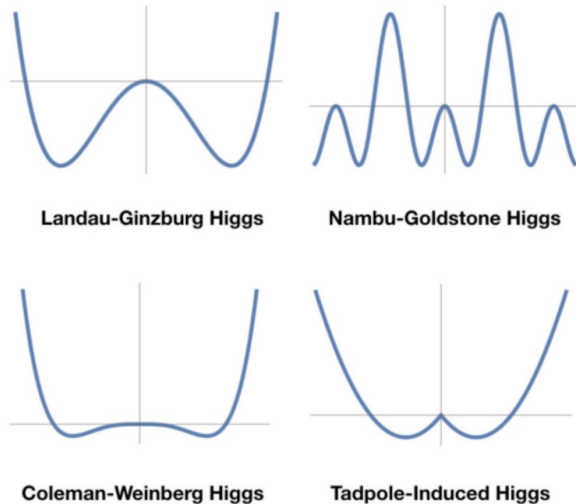 Landau-Ginzburg Higgs
Nambu-Goldstone Higgs
Coleman-Weinberg Higgs
Tadpole-Induced Higgs